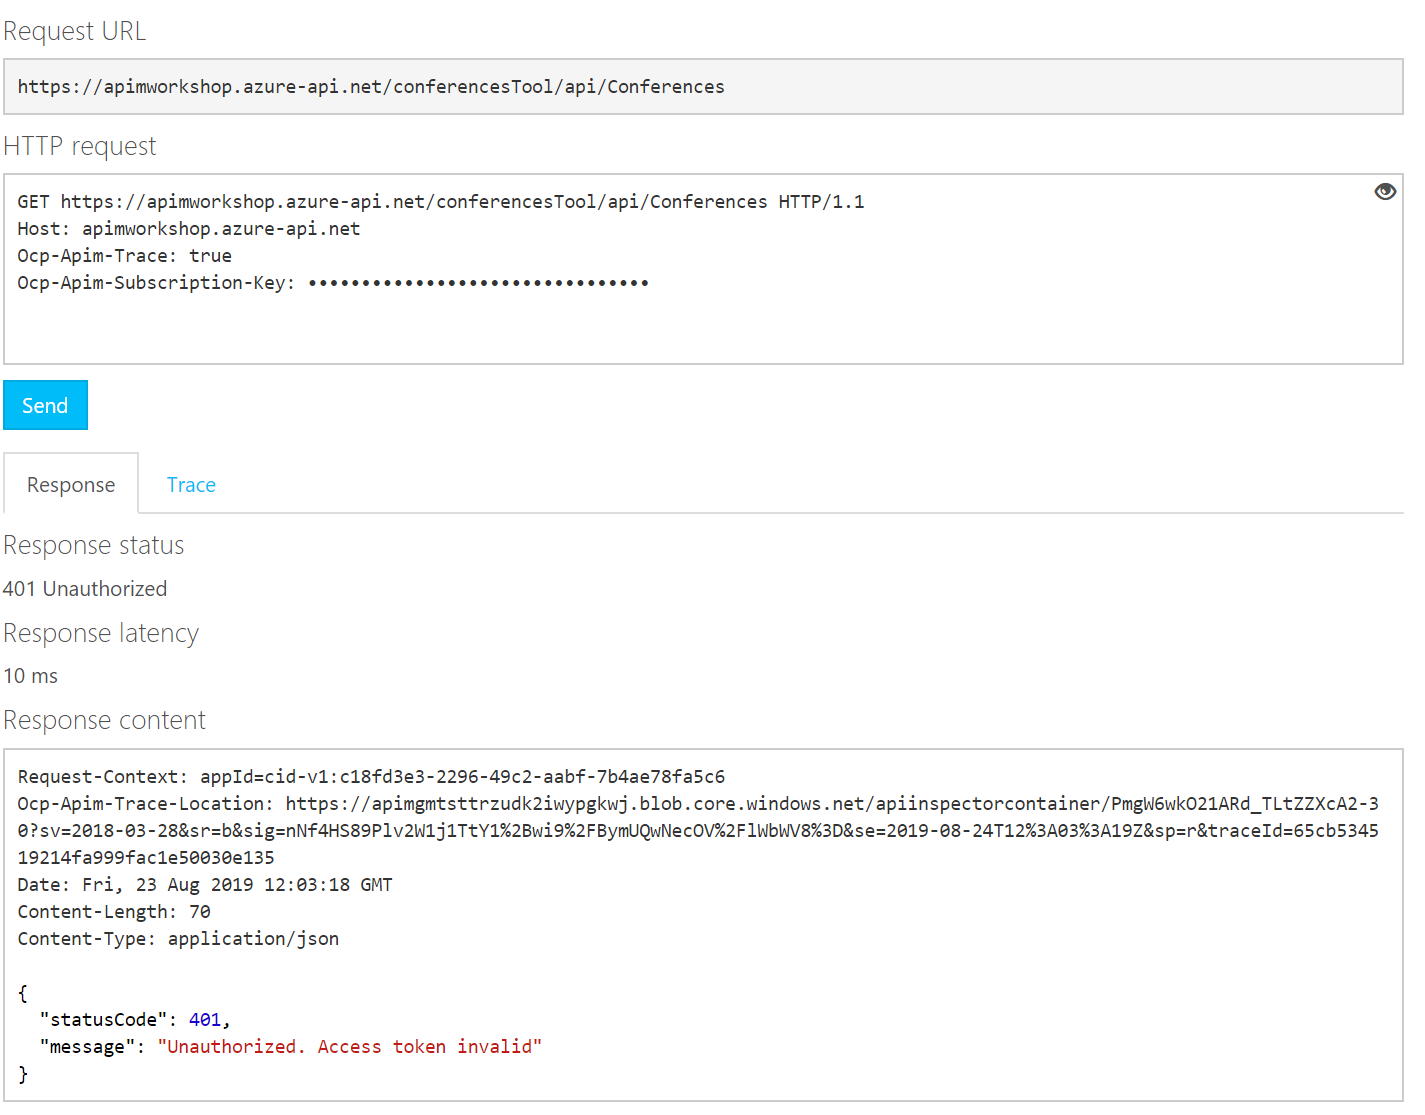 Request URL
https://apimworkshop.azure-api.net/conferencesTool/api/Conferences
HTTP request
GET https://apimworkshop.azure-api.net/conferencesTool/api/Conferences HTTP/1.1
Host: apimworkshop.azure-api.net
Ocp-Apim-Trace: true
Ocp-Apim-Subscription-Key: ••••••••••••••••••••••••••••••••
Send
Response Trace
Response status
401 Unauthorized
Response latency
10 ms
Response content
Request-Context: appId=cid-v1:c18fd3e3-2296-49c2-aabf-7b4ae78fa5c6
Ocp-Apim-Trace-Location: https://apimgmtsttrzudk2iwypgkwj.blob.core.windows.net/apiinspectorcontainer/PmgW6wkO21ARd_TLtZZXcA2-3
0?sv=2018-03-28&sr=b&sig=nNf4HS89Plv2W1j1TtY1%2Bwi9%2FBymUQwNecOV%2FlWbWV8%3D&se=2019-08-24T12%3A03%3A19Z&sp=r&traceId=65cb5345
19214fa999fac1e50030e135
Date: Fri, 23 Aug 2019 12:03:18 GMT
Content-Length: 70
Content-Type: application/json
{
"statusCode": 401,
"message": "Unauthorized. Access token invalid"
}